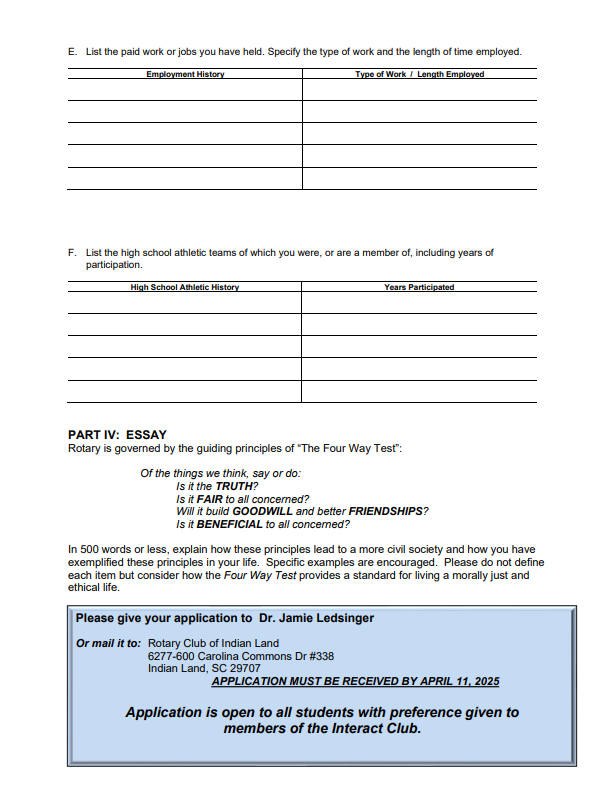 E. List the paid work or jobs you have held. Specify the type of work and the length of time employed.
Employment History
Type of Work / Length Employed
F. List the high school athletic teams of which you were, or are a member of, including years of
participation.
High School Athletic History
Years Participated
PART IV: ESSAY
Rotary is governed by the guiding principles of “The Four Way Test”:
Of the things we think, say or do:
Is it the TRUTH?
Is it FAIR to all concerned?
Will it build GOODWILL and better FRIENDSHIPS?
Is it BENEFICIAL to all concerned?
In 500 words or less, explain how these principles lead to a more civil society and how you have
exemplified these principles in your life. Specific examples are encouraged. Please do not define
each item but consider how the Four Way Test provides a standard for living a morally just and
ethical life.
Please give your application to Dr. Jamie Ledsinger
Or mail it to: Rotary Club of Indian Land
6277-600 Carolina Commons Dr #338
Indian Land, SC 29707
APPLICATION MUST BE RECEIVED BY APRIL 11, 2025
Application is open to all students with preference given to
members of the Interact Club.